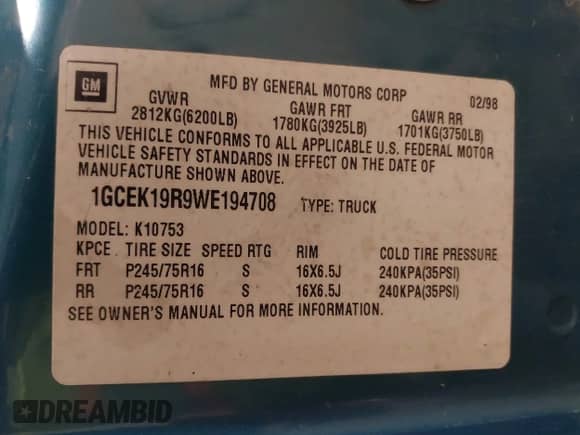 GM
MFD BY GENERAL MOTORS CORP 02/98
GVWR GAWR FRT GAWR RR
2812KG(6200LB) 1780KG(3925LB) 1701KG(3750LB)
THIS VEHICLE CONFORMS TO ALL APPLICABLE U.S. FEDERAL MOTOR
VEHICLE SAFETY STANDARDS IN EFFECT ON THE DATE OF
MANUFACTURE SHOWN ABOVE.
1GCEK19R9WE194708 TYPE: TRUCK
MODEL: K10753
KPCE TIRE SIZE SPEED RTG RIM COLD TIRE PRESSURE
FRT P245/75R16 S 16X6.5J 240KPA(35PSI)
RR P245/75R16 S 16X6.5J 240KPA(35PSI)
SEE OWNER'S MANUAL FOR MORE INFORMATION.
DREAMBID